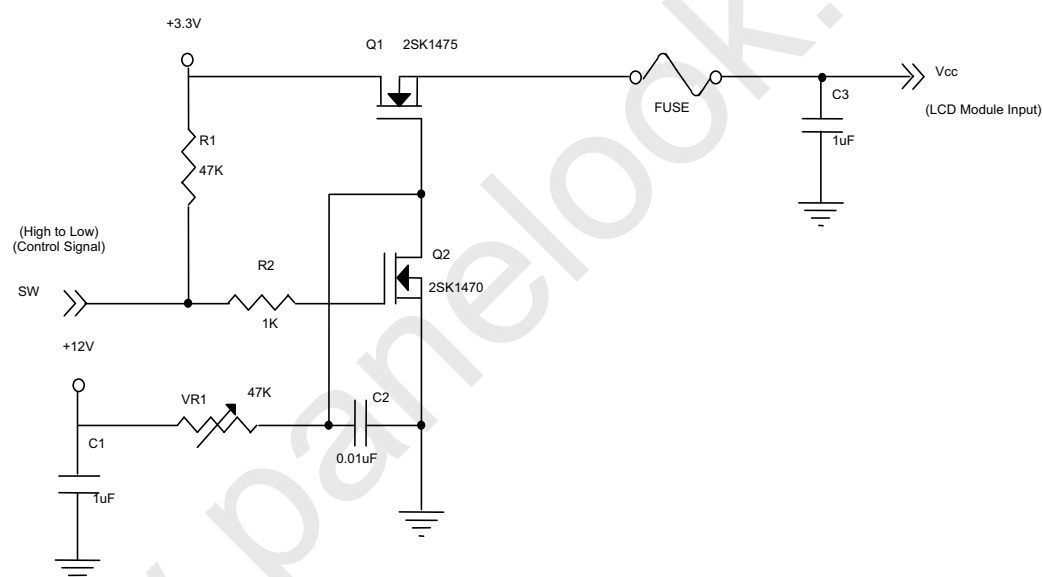 +3.3V
Q1 2SK1475
Vcc
FUSE
C3
(LCD Module Input)
R1
1uF
47K
(High to Low)
(Control Signal)
Q2
R2
SW
2SK1470
1K
+12V
VR1
47K
C2
C1
0.01uF
1uF
panelook.